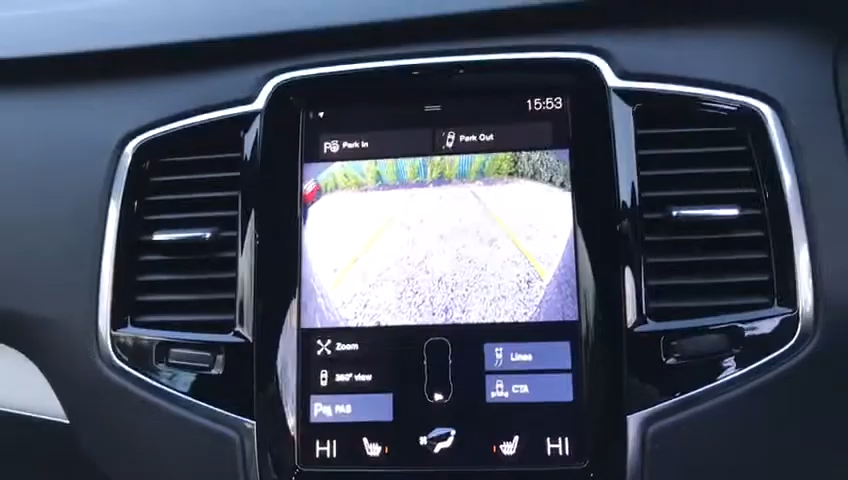 15:53
Park In
Park Out
Zoom
Lines
360° view
CTA
PAS
HI
HI